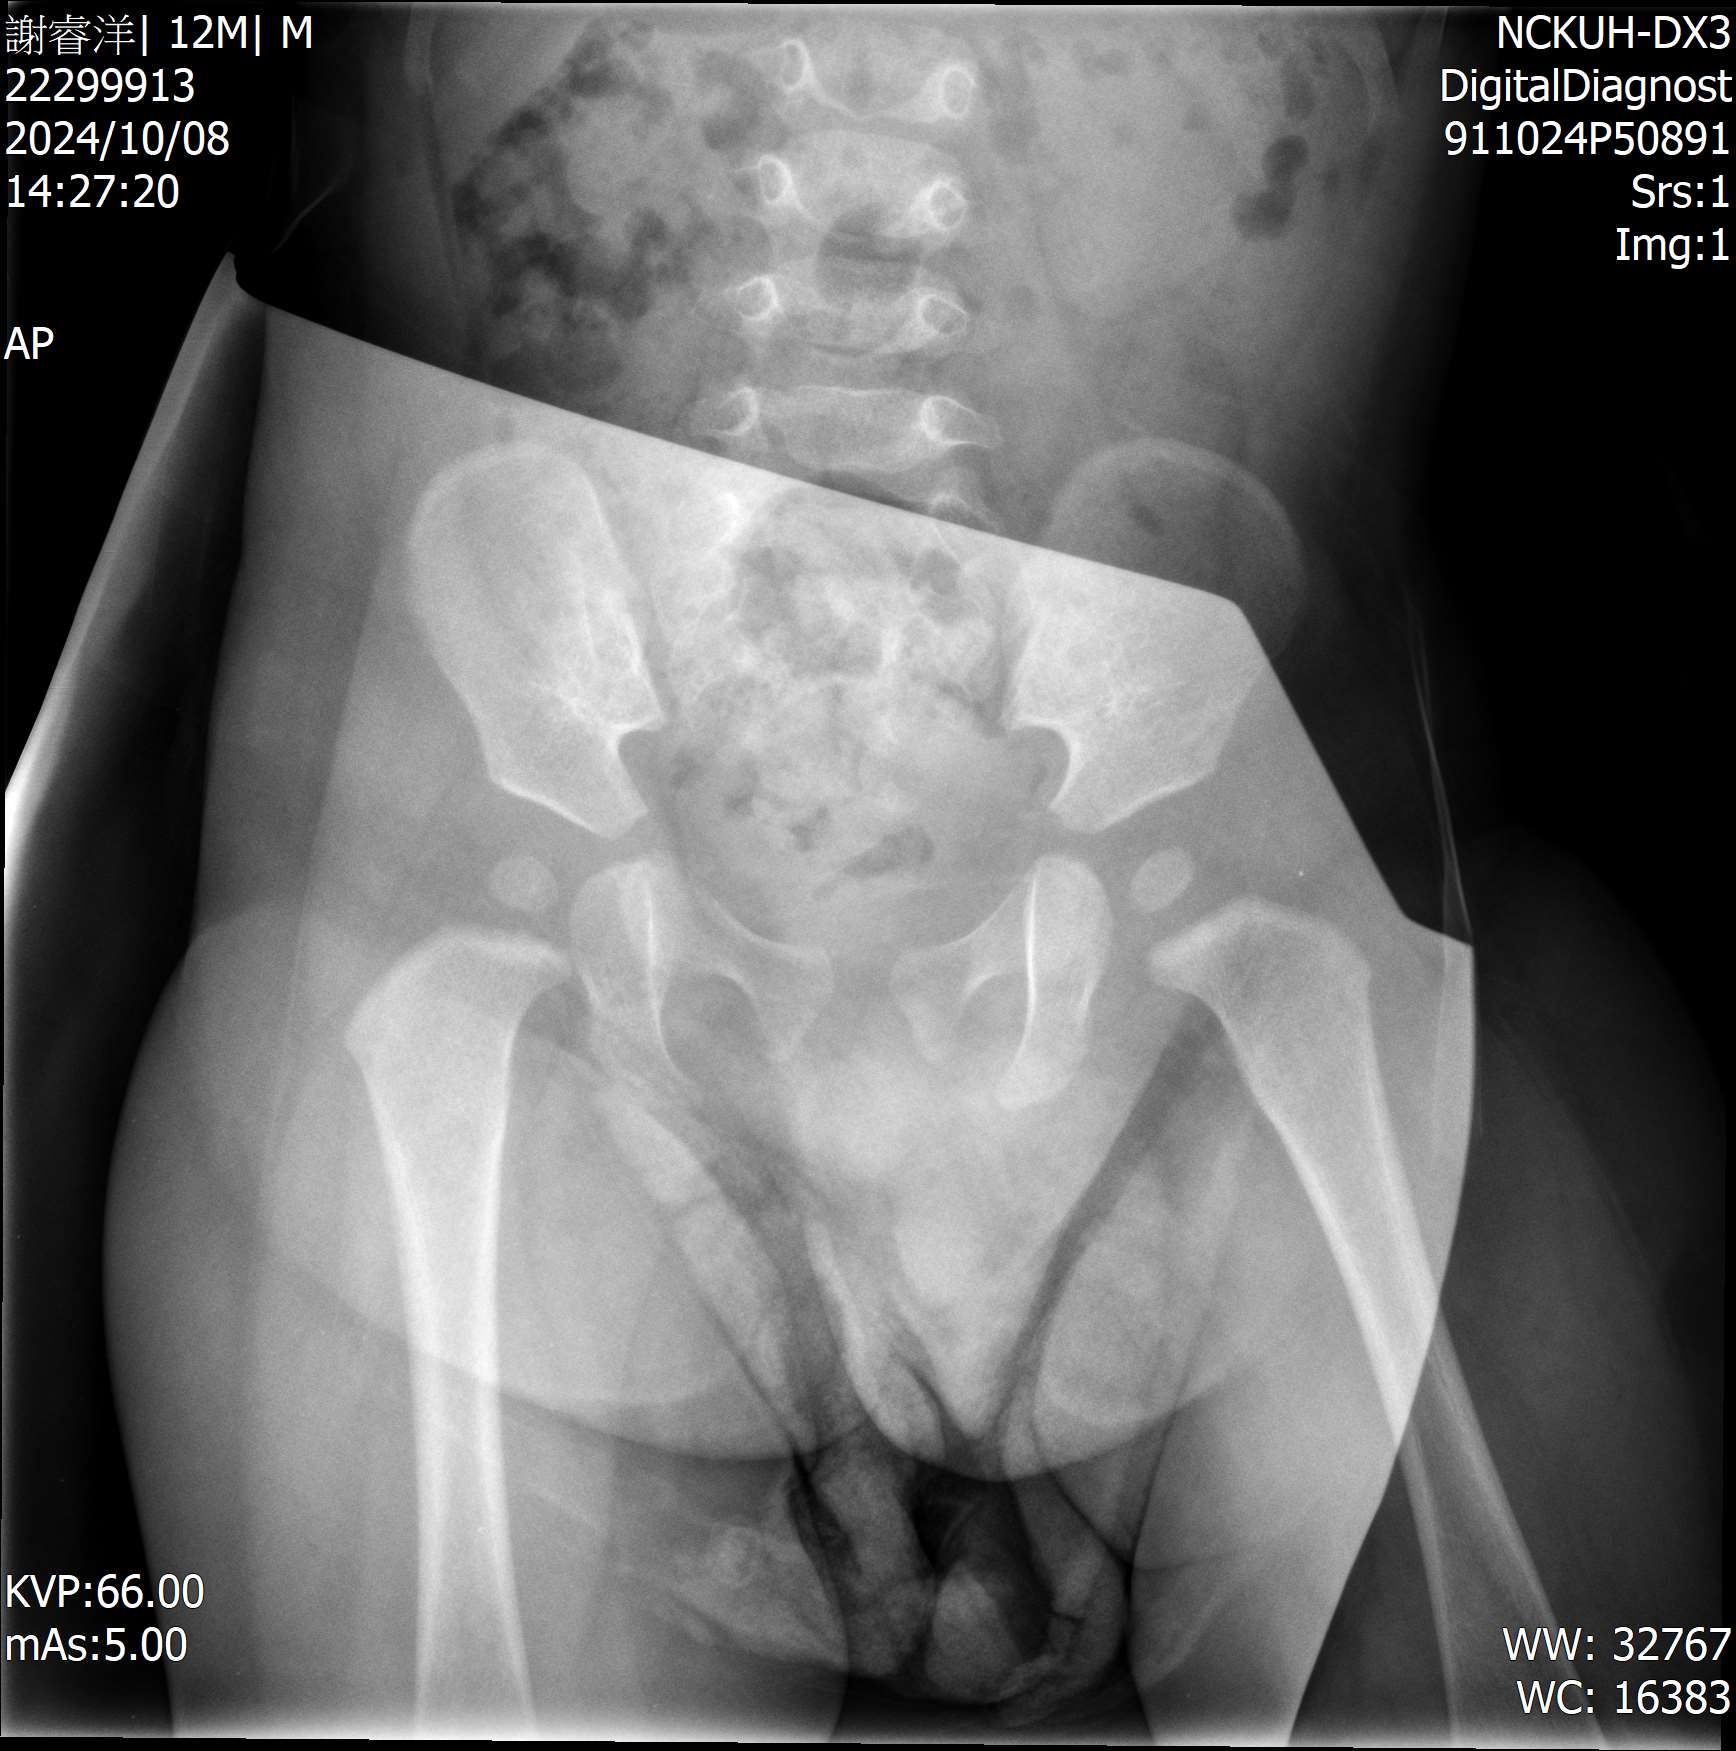 謝睿洋| 12M| M
22299913
2024/10/08
14:27:20
AP
NCKUH-DX3
DigitalDiagnost
911024P50891
Srs:1
Img:1
KVP:66.00
mAs:5.00
WW: 32767
WC: 16383